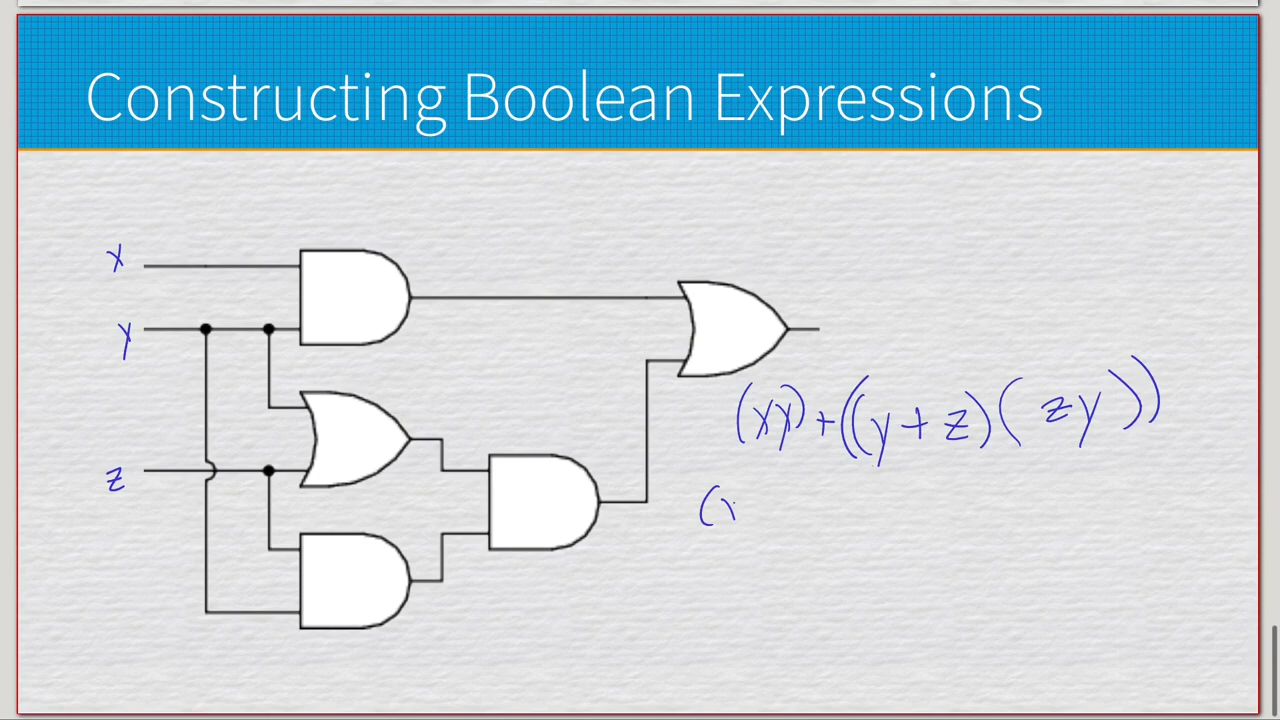 Constructing Boolean Expressions
x
y
z
(xy)+((y+z)(zy))
(